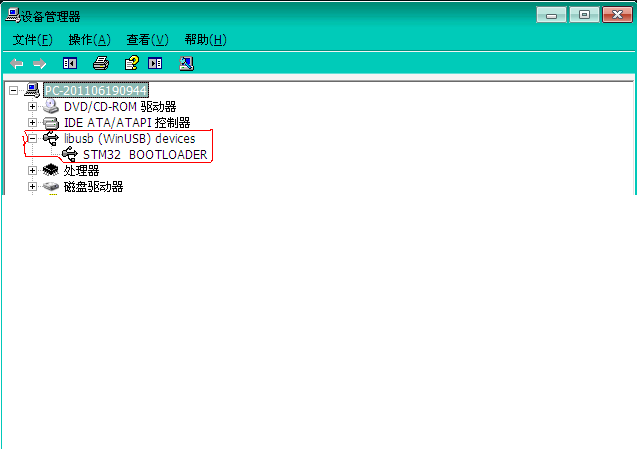 设备管理器
文件(F) 操作(A) 查看(V) 帮助(H)
PC-201106190944
DVD/CD-ROM 驱动器
IDE ATA/ATAPI 控制器
libusb (WinUSB) devices
STM32 BOOTLOADER
处理器
磁盘驱动器